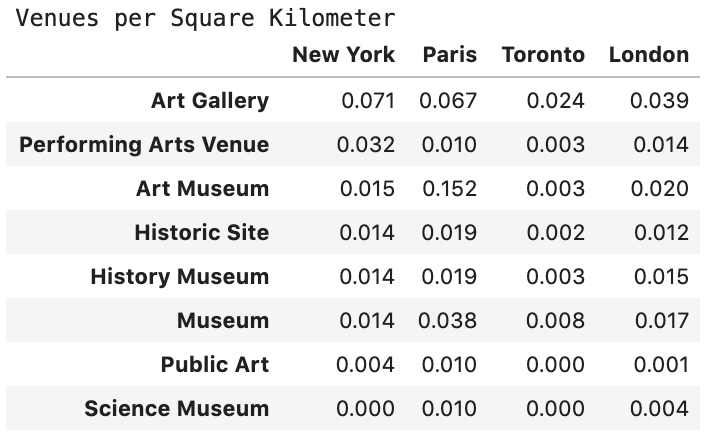 Venues per Square Kilometer
New York Paris Toronto London
Art Gallery 0.071 0.067 0.024 0.039
Performing Arts Venue 0.032 0.010 0.003 0.014
Art Museum 0.015 0.152 0.003 0.020
Historic Site 0.014 0.019 0.002 0.012
History Museum 0.014 0.019 0.003 0.015
Museum 0.014 0.038 0.008 0.017
Public Art 0.004 0.010 0.000 0.001
Science Museum 0.000 0.010 0.000 0.004